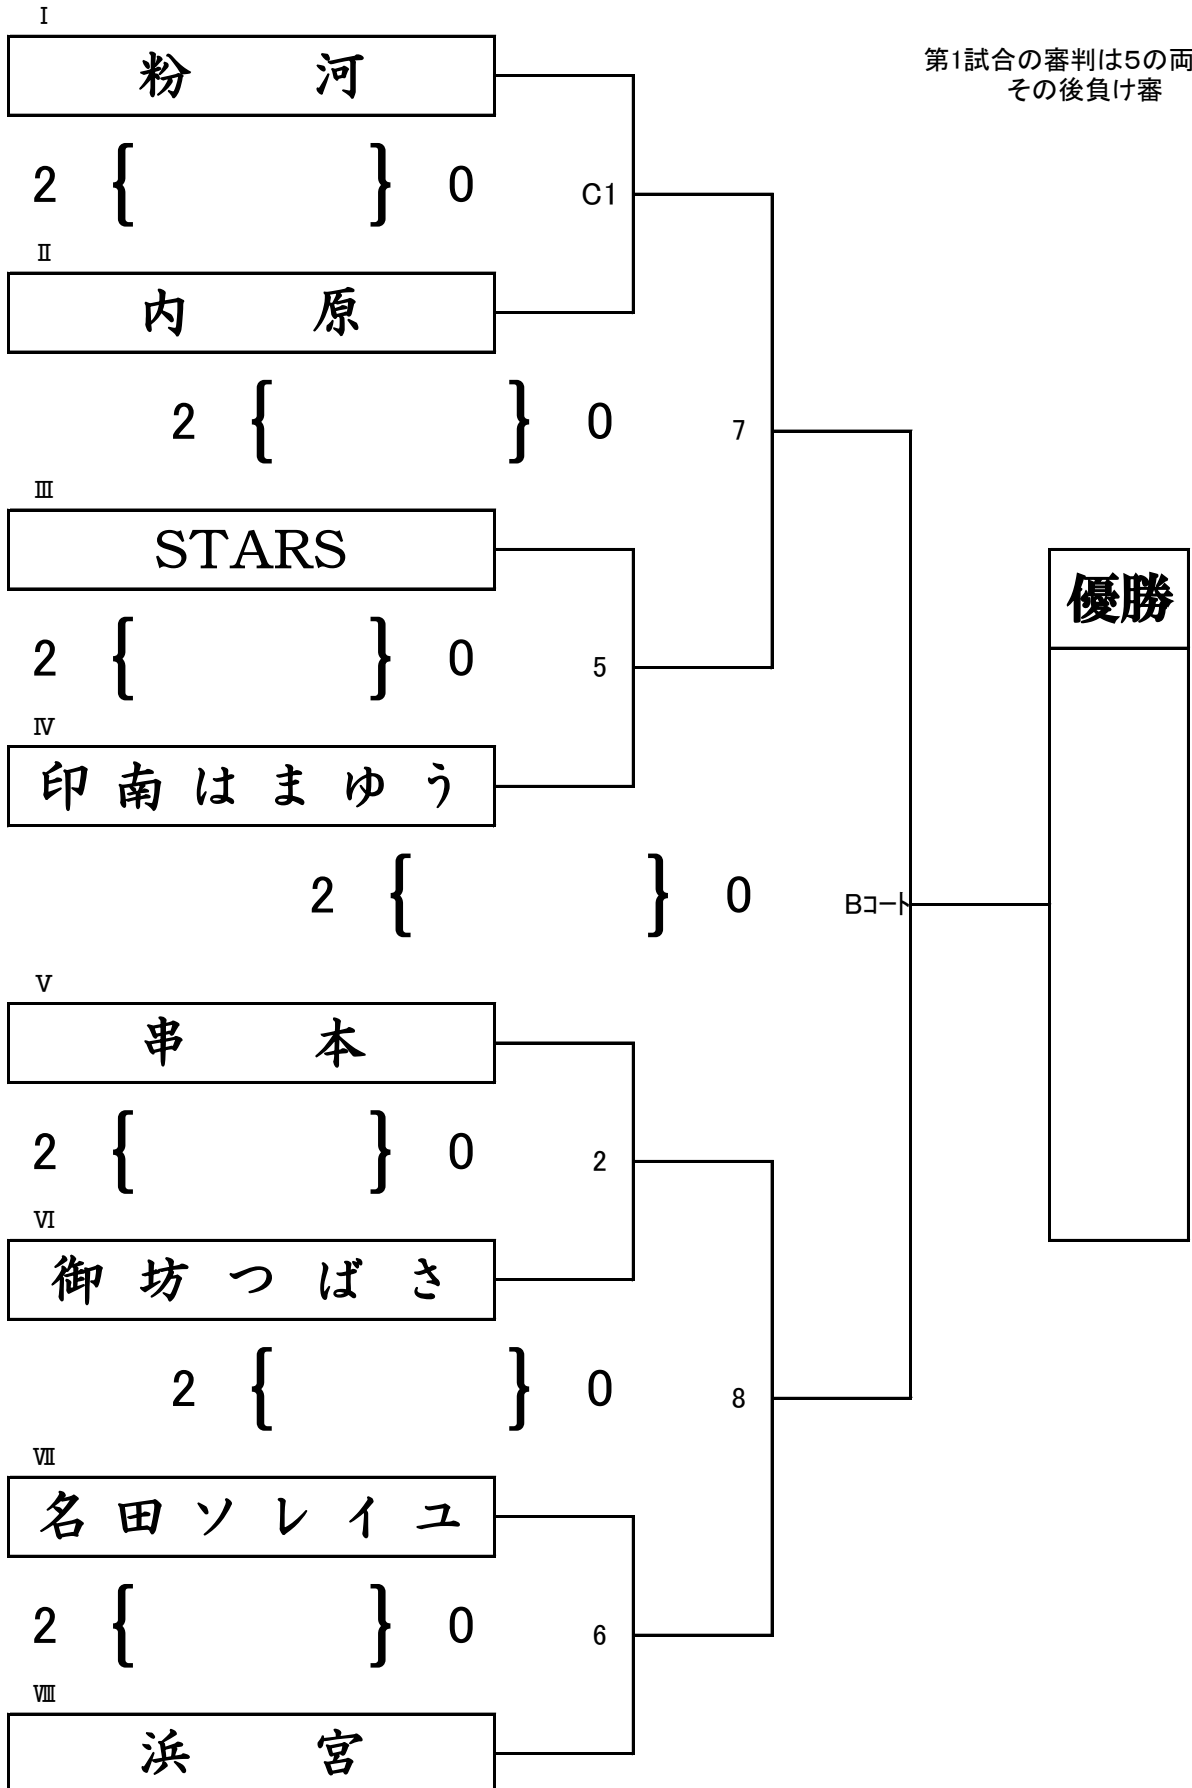 Ⅰ
粉 河
第1試合の審判は5の両
その後負け審
2 { } 0
C1
Ⅱ
内 原
2 { } 0
7
Ⅲ
STARS
優勝
2 { } 0
5
Ⅳ
印 南 は ま ゆ う
2 { } 0
Bコート
Ⅴ
串 本
2 { } 0
2
Ⅵ
御 坊 つ ば さ
2 { } 0
8
Ⅶ
名 田 ソ レ イ ユ
2 { } 0
6
Ⅷ
浜 宮